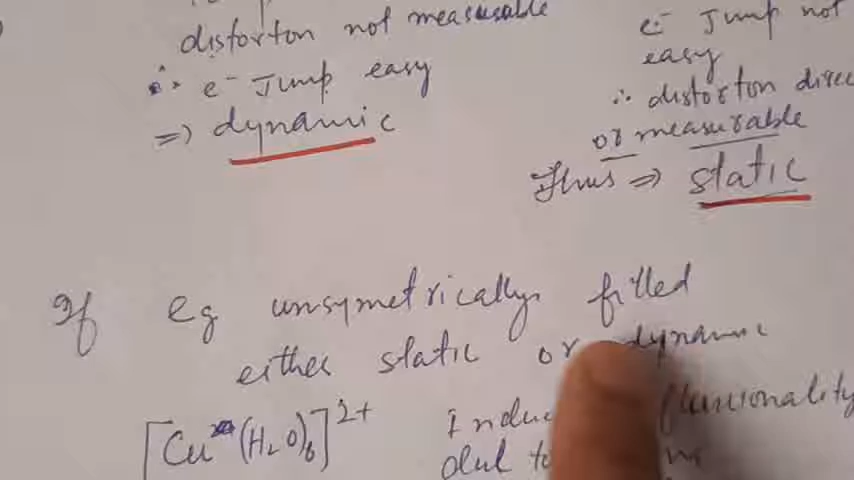 distorton not measurable
∴ e⁻ Jump easy
⇒ dynamic
e⁻ Jump not
easy
∴ distorton direc
or measurable
Thus ⇒ static
If eg unsymetrically filled
either static or dynamic
[Cu (H₂O)₆]²⁺